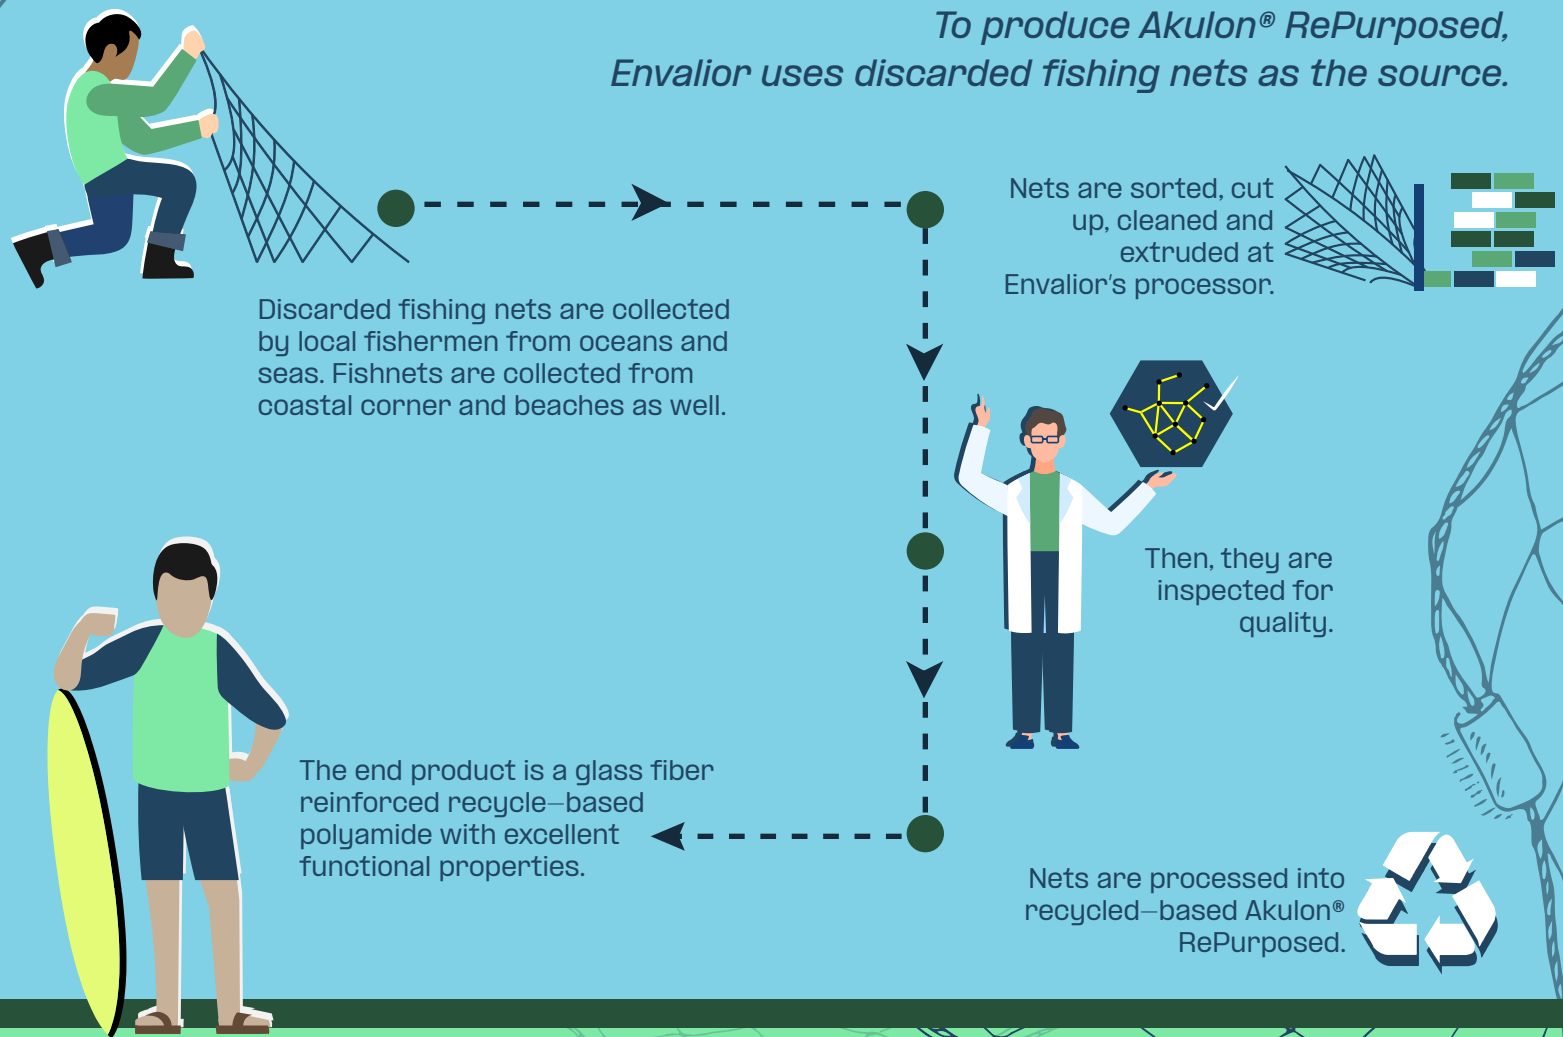 To produce Akulon® RePurposed,
Envalior uses discarded fishing nets as the source.
Discarded fishing nets are collected
by local fishermen from oceans and
seas. Fishnets are collected from
coastal corner and beaches as well.
Nets are sorted, cut
up, cleaned and
extruded at
Envalior's processor.
Then, they are
inspected for
quality.
Nets are processed into
recycled–based Akulon®
RePurposed.
The end product is a glass fiber
reinforced recycle–based
polyamide with excellent
functional properties.